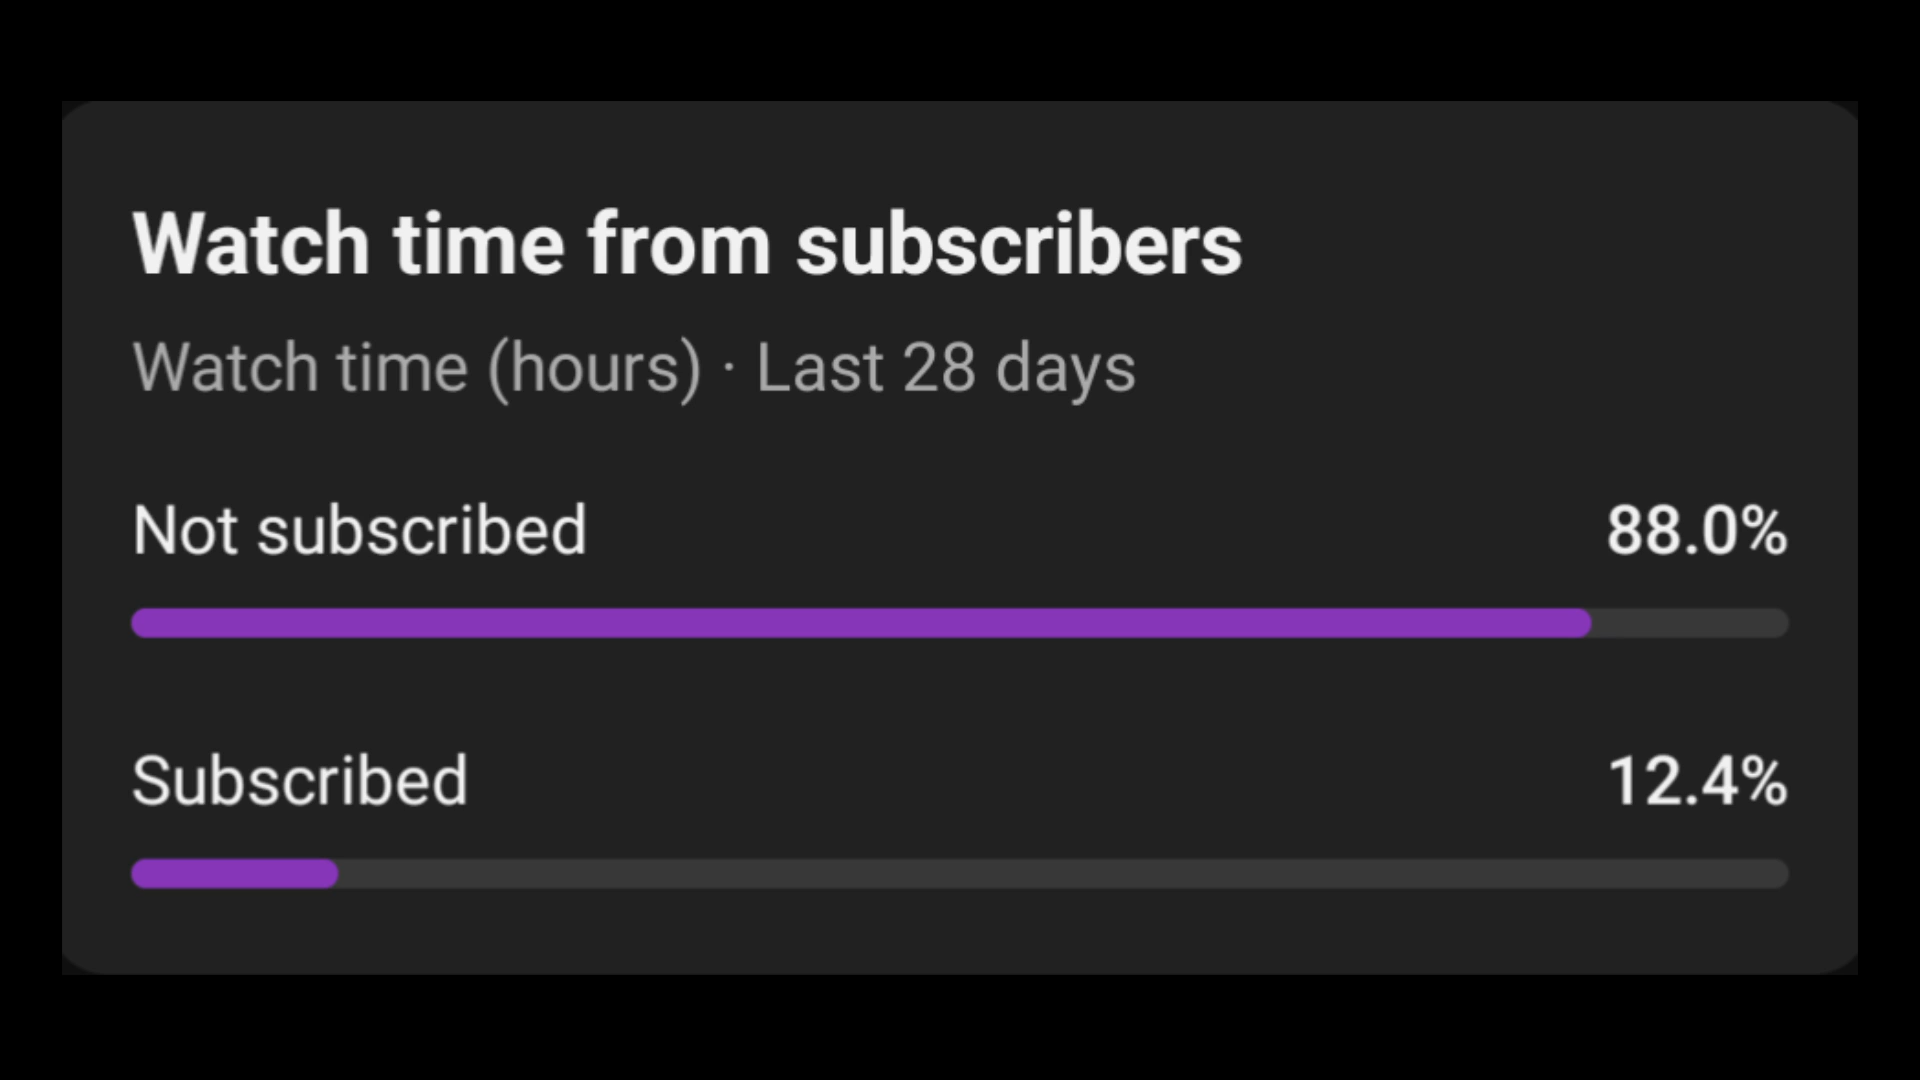 Watch time from subscribers
Watch time (hours) · Last 28 days
Not subscribed 88.0%
Subscribed 12.4%